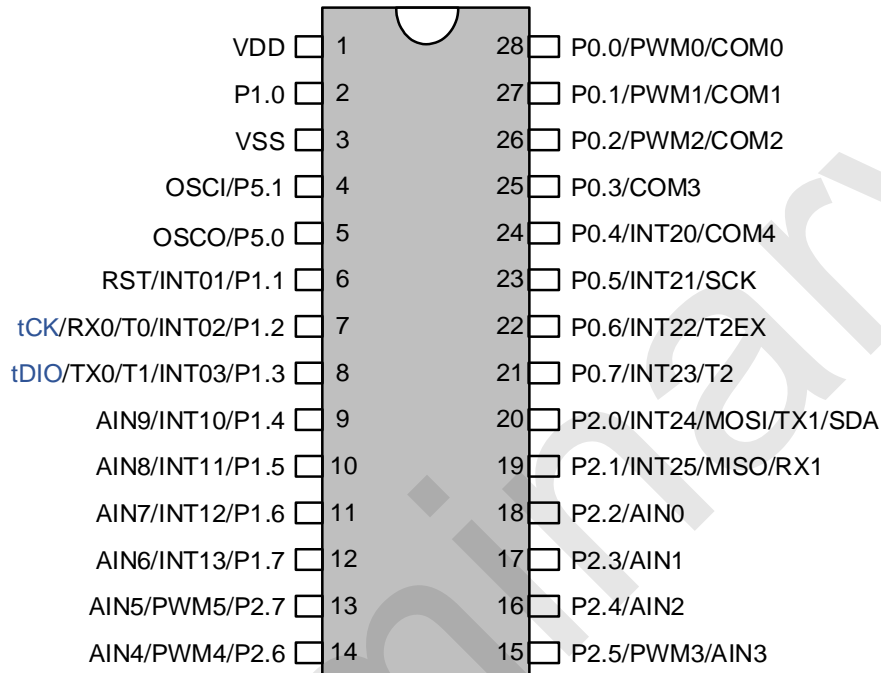 VDD 1 28 P0.0/PWM0/COM0
P1.0 2 27 P0.1/PWM1/COM1
VSS 3 26 P0.2/PWM2/COM2
OSCI/P5.1 4 25 P0.3/COM3
OSCO/P5.0 5 24 P0.4/INT20/COM4
RST/INT01/P1.1 6 23 P0.5/INT21/SCK
tCK/RX0/T0/INT02/P1.2 7 22 P0.6/INT22/T2EX
tDIO/TX0/T1/INT03/P1.3 8 21 P0.7/INT23/T2
AIN9/INT10/P1.4 9 20 P2.0/INT24/MOSI/TX1/SDA
AIN8/INT11/P1.5 10 19 P2.1/INT25/MISO/RX1
AIN7/INT12/P1.6 11 18 P2.2/AIN0
AIN6/INT13/P1.7 12 17 P2.3/AIN1
AIN5/PWM5/P2.7 13 16 P2.4/AIN2
AIN4/PWM4/P2.6 14 15 P2.5/PWM3/AIN3